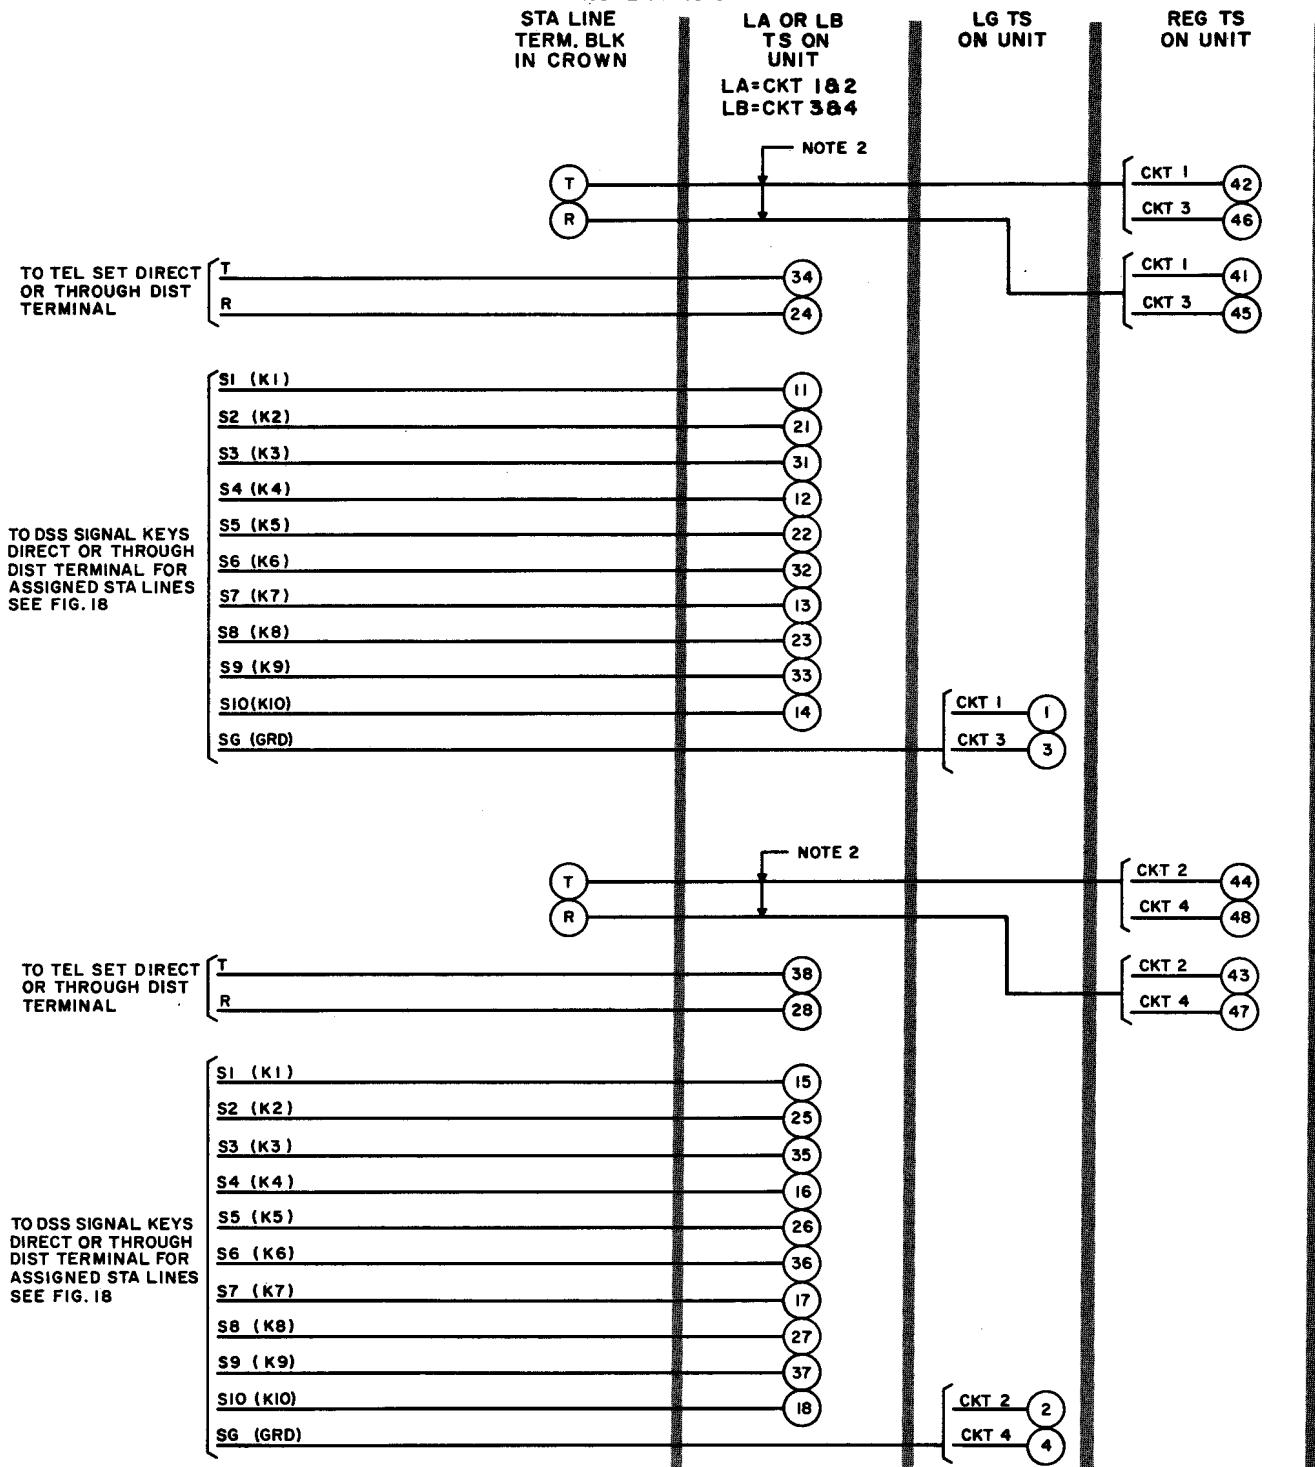 STA LINE
TERM. BLK
IN CROWN
LA OR LB
TS ON
UNIT
LA=CKT 1&2
LB=CKT 3&4
LG TS
ON UNIT
REG TS
ON UNIT
NOTE 2
T
R
CKT 1 42
CKT 3 46
CKT 1 41
CKT 3 45
TO TEL SET DIRECT
OR THROUGH DIST
TERMINAL
T 34
R 24
TO DSS SIGNAL KEYS
DIRECT OR THROUGH
DIST TERMINAL FOR
ASSIGNED STA LINES
SEE FIG. 18
S1 (K1) 11
S2 (K2) 21
S3 (K3) 31
S4 (K4) 12
S5 (K5) 22
S6 (K6) 32
S7 (K7) 13
S8 (K8) 23
S9 (K9) 33
S10(K10) 14
SG (GRD)
CKT 1 1
CKT 3 3
NOTE 2
T
R
CKT 2 44
CKT 4 48
CKT 2 43
CKT 4 47
TO TEL SET DIRECT
OR THROUGH DIST
TERMINAL
T 38
R 28
TO DSS SIGNAL KEYS
DIRECT OR THROUGH
DIST TERMINAL FOR
ASSIGNED STA LINES
SEE FIG. 18
S1 (K1) 15
S2 (K2) 25
S3 (K3) 35
S4 (K4) 16
S5 (K5) 26
S6 (K6) 36
S7 (K7) 17
S8 (K8) 27
S9 (K9) 37
S10 (K10) 18
SG (GRD)
CKT 2 2
CKT 4 4